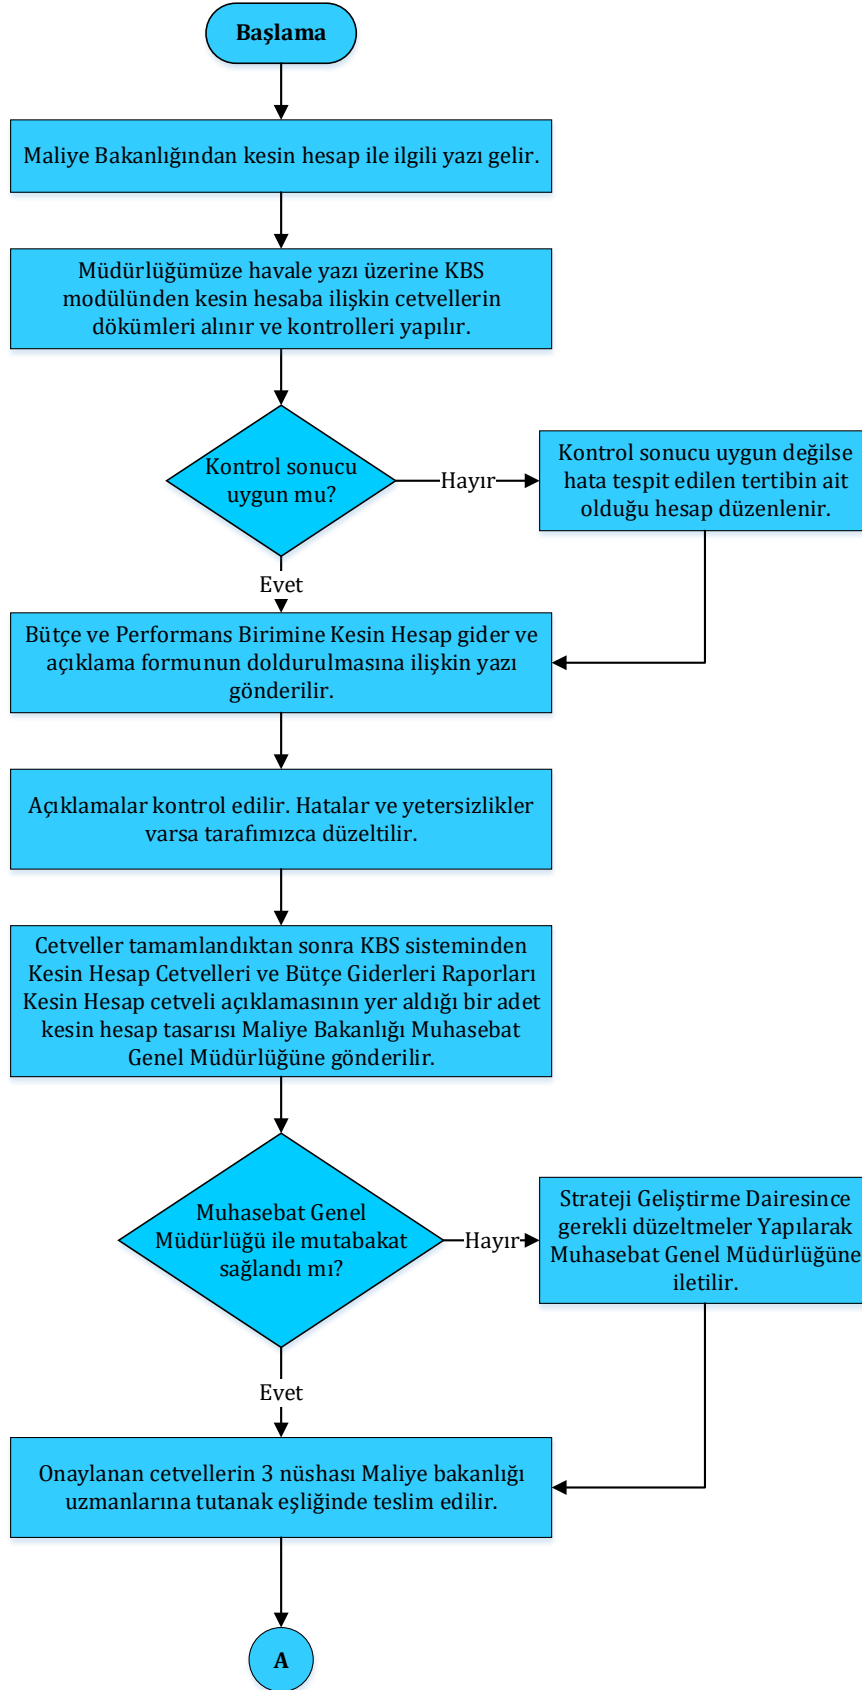 Başlama
Maliye Bakanlığından kesin hesap ile ilgili yazı gelir.
Müdürlüğümüze havale yazı üzerine KBS
modülünden kesin hesaba ilişkin cetvellerin
dökümleri alınır ve kontrolleri yapılır.
Kontrol sonucu
uygun mu?
Hayır
Kontrol sonucu uygun değilse
hata tespit edilen tertibin ait
olduğu hesap düzenlenir.
Evet
Bütçe ve Performans Birimine Kesin Hesap gider ve
açıklama formunun doldurulmasına ilişkin yazı
gönderilir.
Açıklamalar kontrol edilir. Hatalar ve yetersizlikler
varsa tarafımızca düzeltilir.
Cetveller tamamlandıktan sonra KBS sisteminden
Kesin Hesap Cetvelleri ve Bütçe Giderleri Raporları
Kesin Hesap cetveli açıklamasının yer aldığı bir adet
kesin hesap tasarısı Maliye Bakanlığı Muhasebat
Genel Müdürlüğüne gönderilir.
Muhasebat Genel
Müdürlüğü ile mutabakat
sağlandı mı?
Hayır
Strateji Geliştirme Dairesince
gerekli düzeltmeler Yapılarak
Muhasebat Genel Müdürlüğüne
iletilir.
Evet
Onaylanan cetvellerin 3 nüshası Maliye bakanlığı
uzmanlarına tutanak eşliğinde teslim edilir.
A